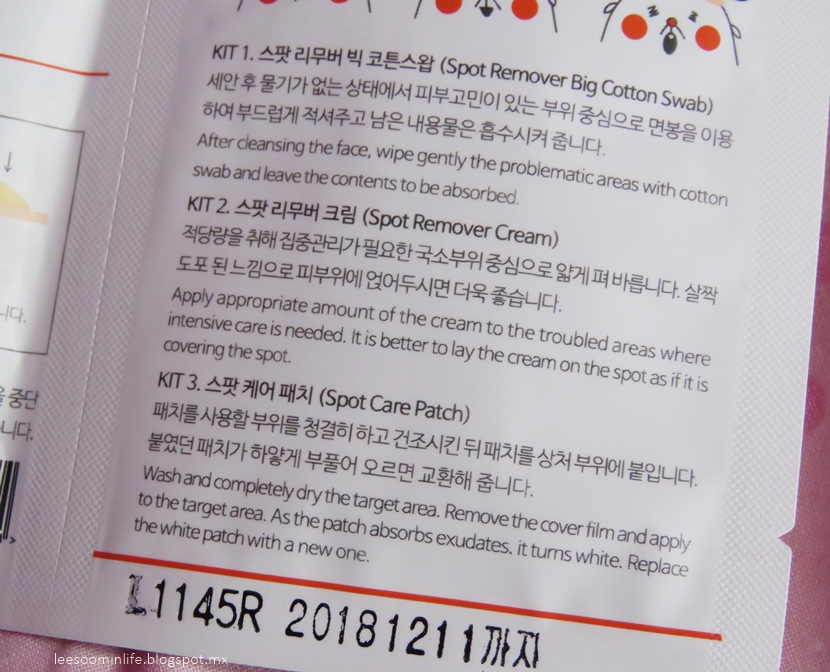 KIT 1. 스팟 리무버 빅 코튼스왑 (Spot Remover Big Cotton Swab)
세안 후 물기가 없는 상태에서 피부고민이 있는 부위 중심으로 면봉을 이용
하여 부드럽게 적셔주고 남은 내용물은 흡수시켜 줍니다.
After cleansing the face, wipe gently the problematic areas with cotton
swab and leave the contents to be absorbed.
KIT 2. 스팟 리무버 크림 (Spot Remover Cream)
적당량을 취해 집중관리가 필요한 국소부위 중심으로 얇게 펴 바릅니다. 살짝
도포 된 느낌으로 피부위에 얹어두시면 더욱 좋습니다.
Apply appropriate amount of the cream to the troubled areas where
intensive care is needed. It is better to lay the cream on the spot as if it is
covering the spot.
KIT 3. 스팟 케어 패치 (Spot Care Patch)
패치를 사용할 부위를 청결히 하고 건조시킨 뒤 패치를 상처 부위에 붙입니다.
붙였던 패치가 하얗게 부풀어 오르면 교환해 줍니다.
Wash and completely dry the target area. Remove the cover film and apply
to the target area. As the patch absorbs exudates. it turns white. Replace
the white patch with a new one.
L1145R 20181211까지
니다.
중단
니다.
leesoominlife.blogspot.mx